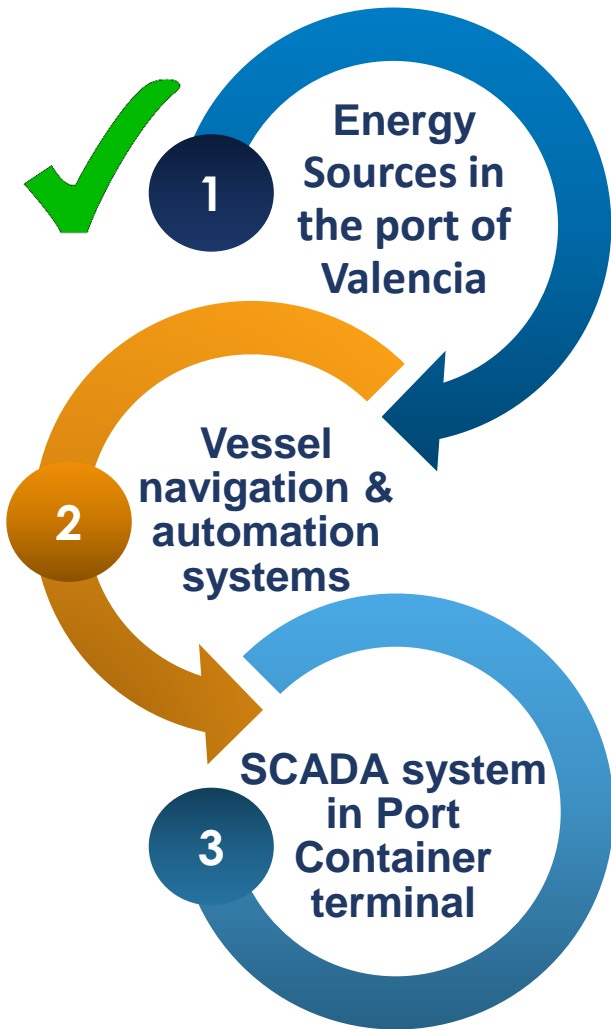 1
Energy
Sources in
the port of
Valencia
2
Vessel
navigation &
automation
systems
3
SCADA system
in Port
Container
terminal